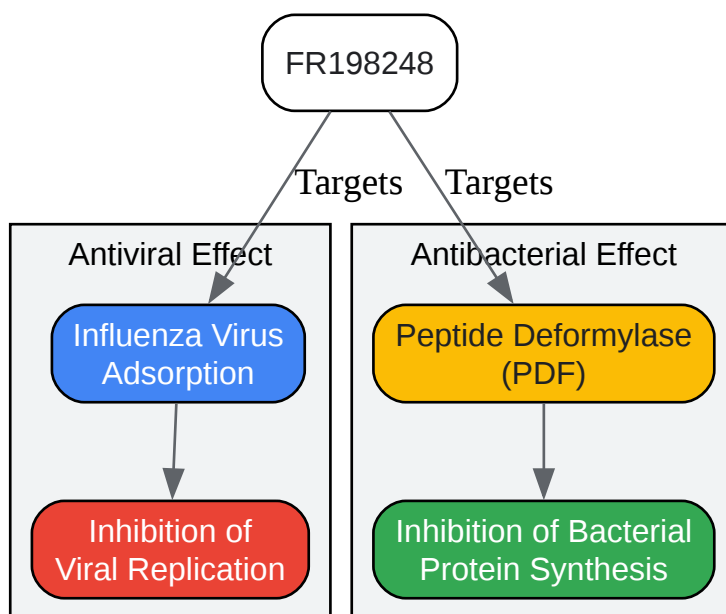 FR198248
Targets
Targets
Antiviral Effect
Antibacterial Effect
Influenza Virus
Adsorption
Peptide Deformylase
(PDF)
Inhibition of
Viral Replication
Inhibition of Bacterial
Protein Synthesis